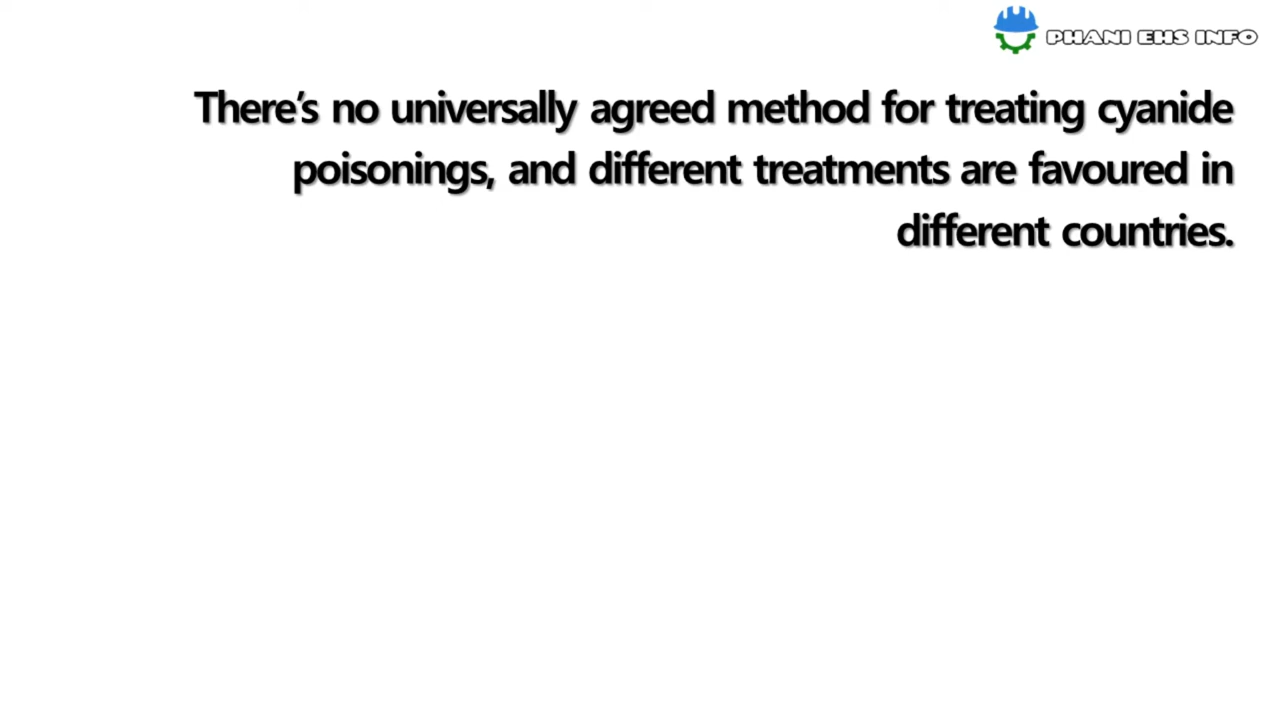 PHANI EHS INFO
There’s no universally agreed method for treating cyanide
poisonings, and different treatments are favoured in
different countries.